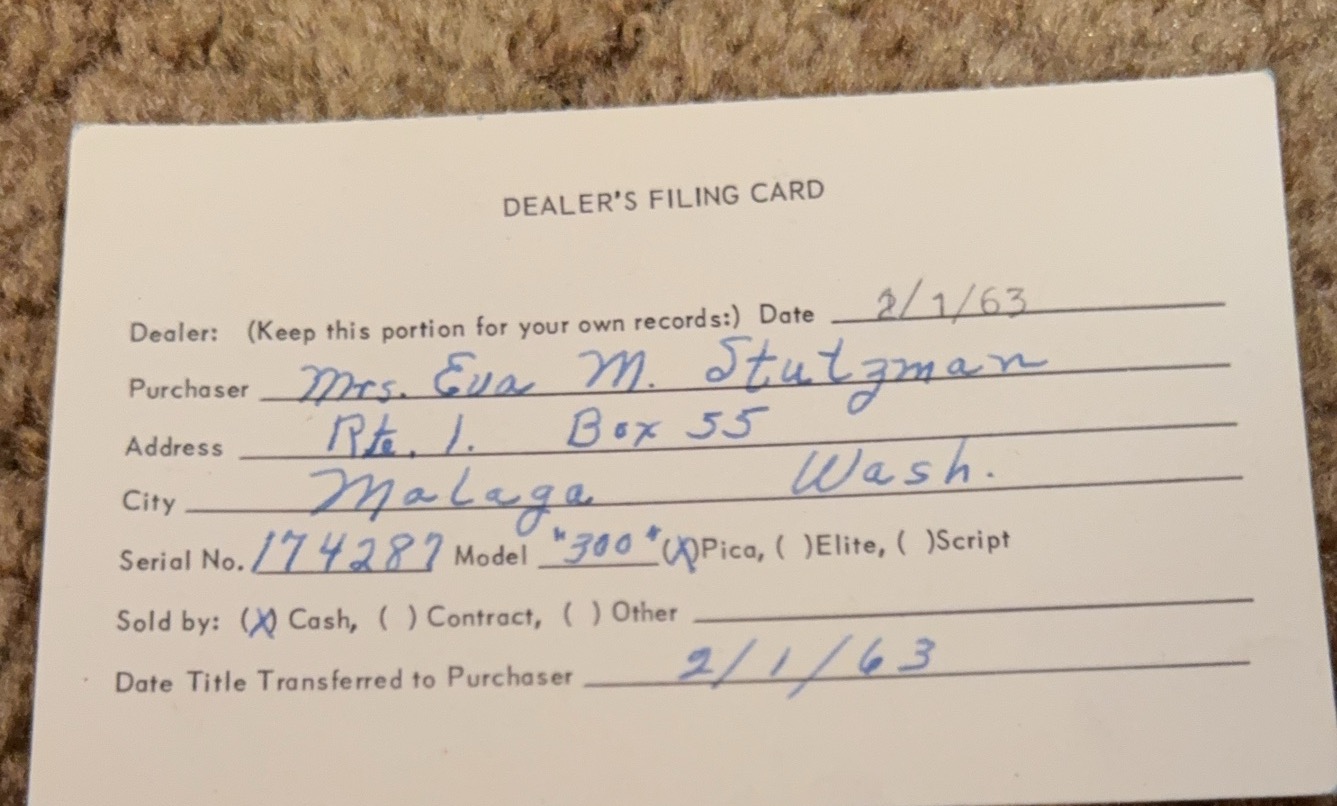 DEALER'S FILING CARD
Dealer: (Keep this portion for your own records:) Date 2/1/63
Purchaser Mrs. Eva M. Stutzman
Address Rte. 1. Box 55
City Malaga Wash.
Serial No. 174287 Model "300" (X)Pica, ( )Elite, ( )Script
Sold by: (X) Cash, ( ) Contract, ( ) Other
Date Title Transferred to Purchaser 2/1/63